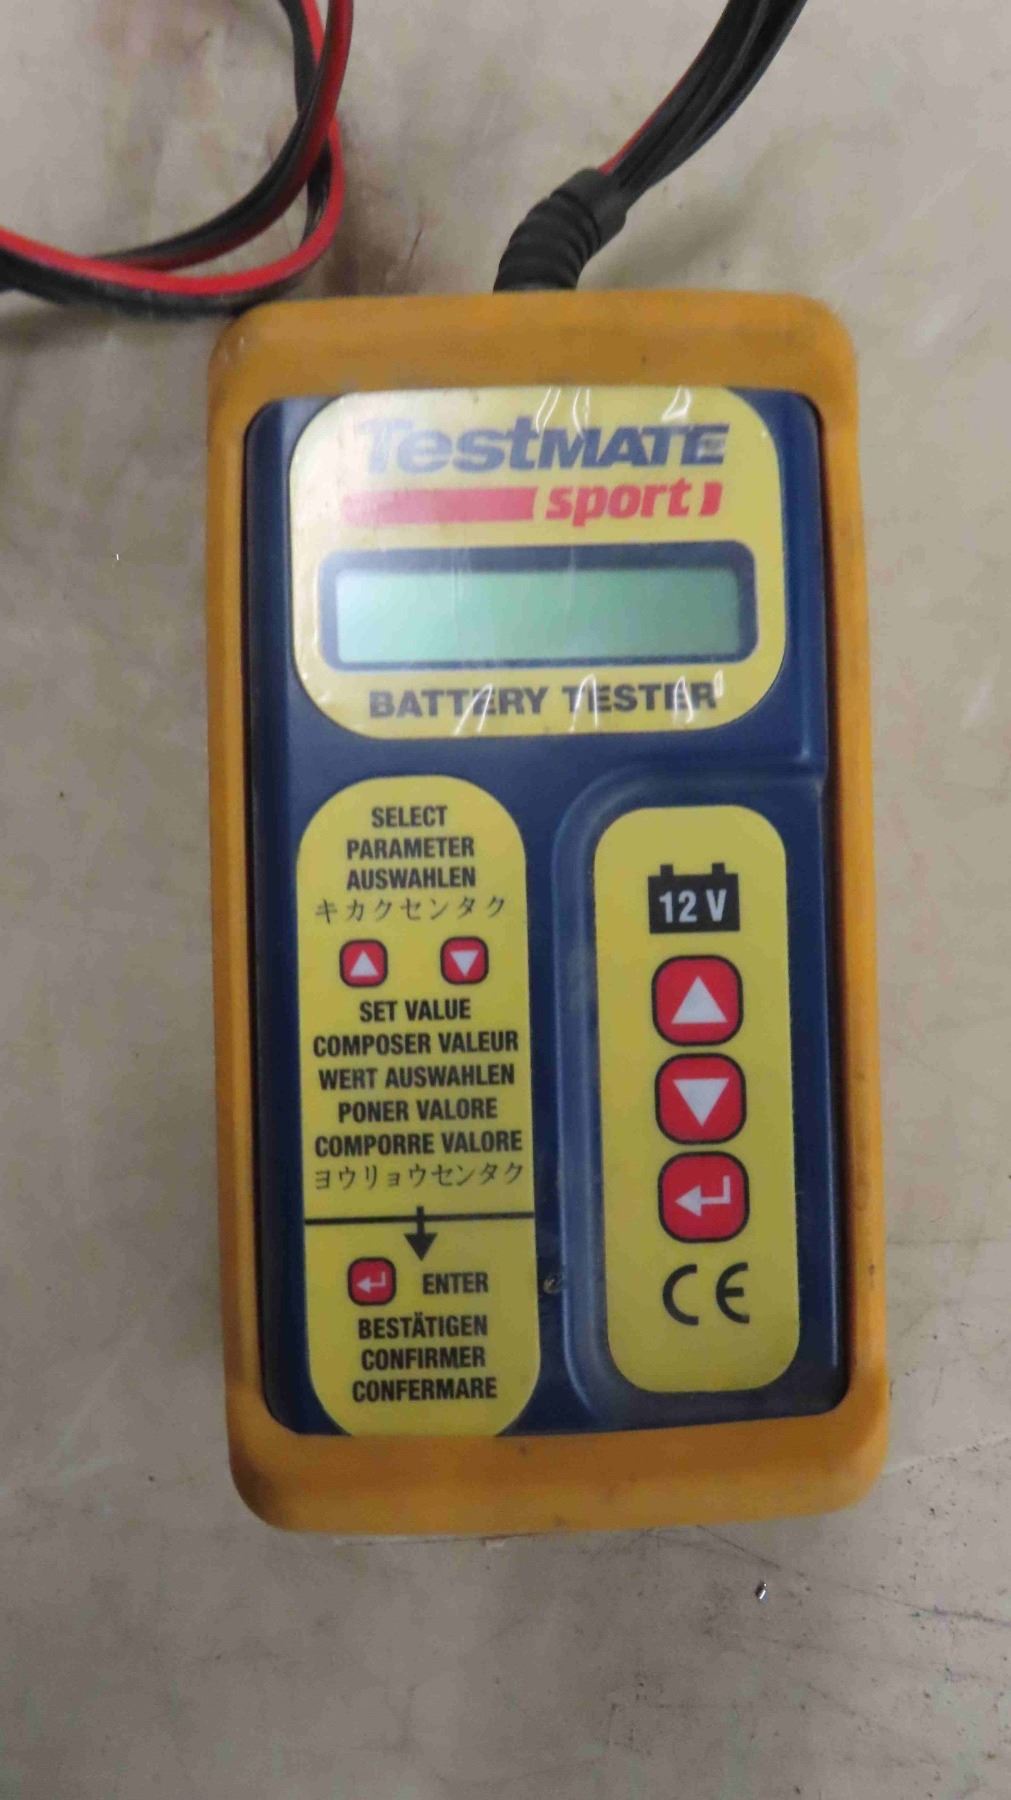 TestMATE
sport
BATTERY TESTER
SELECT
PARAMETER
AUSWAHLEN
キカクセンタク
SET VALUE
COMPOSER VALEUR
WERT AUSWAHLEN
PONER VALORE
COMPORRE VALORE
ヨウリョウセンタク
ENTER
BESTÄTIGEN
CONFIRMER
CONFERMARE
12 V
CE